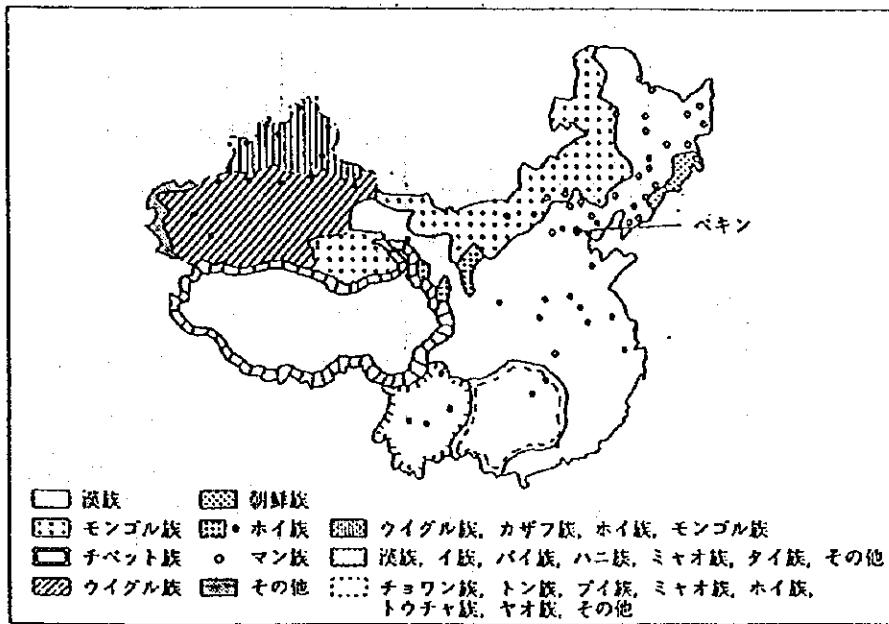 ペキン
漢族 朝鮮族
モンゴル族 ホイ族 ウイグル族, カザフ族, ホイ族, モンゴル族
チベット族 マン族 漢族, イ族, バイ族, ハニ族, ミャオ族, タイ族, その他
ウイグル族 その他 チョワン族, トン族, プイ族, ミャオ族, ホイ族,
トウチャ族, ヤオ族, その他